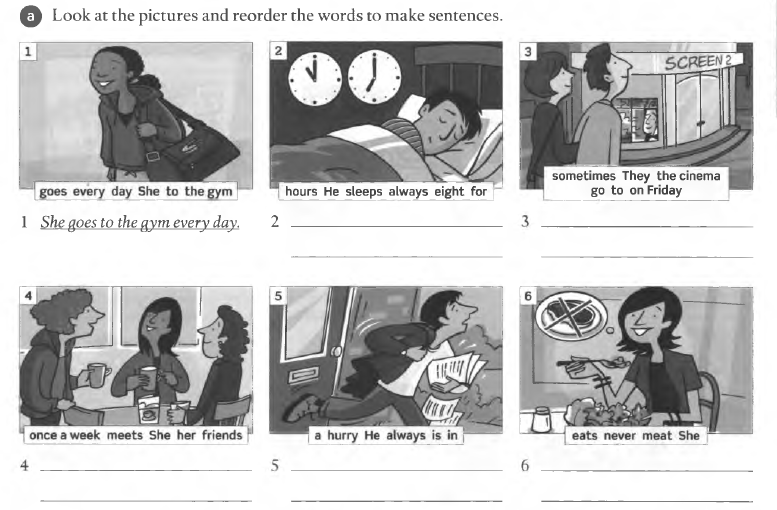 a Look at the pictures and reorder the words to make sentences.
1
goes every day She to the gym
1 She goes to the gym every day.
2
hours He sleeps always eight for
2
3
SCREEN 2
sometimes They the cinema
go to on Friday
3
4
once a week meets She her friends
4
5
a hurry He always is in
5
6
eats never meat She
6